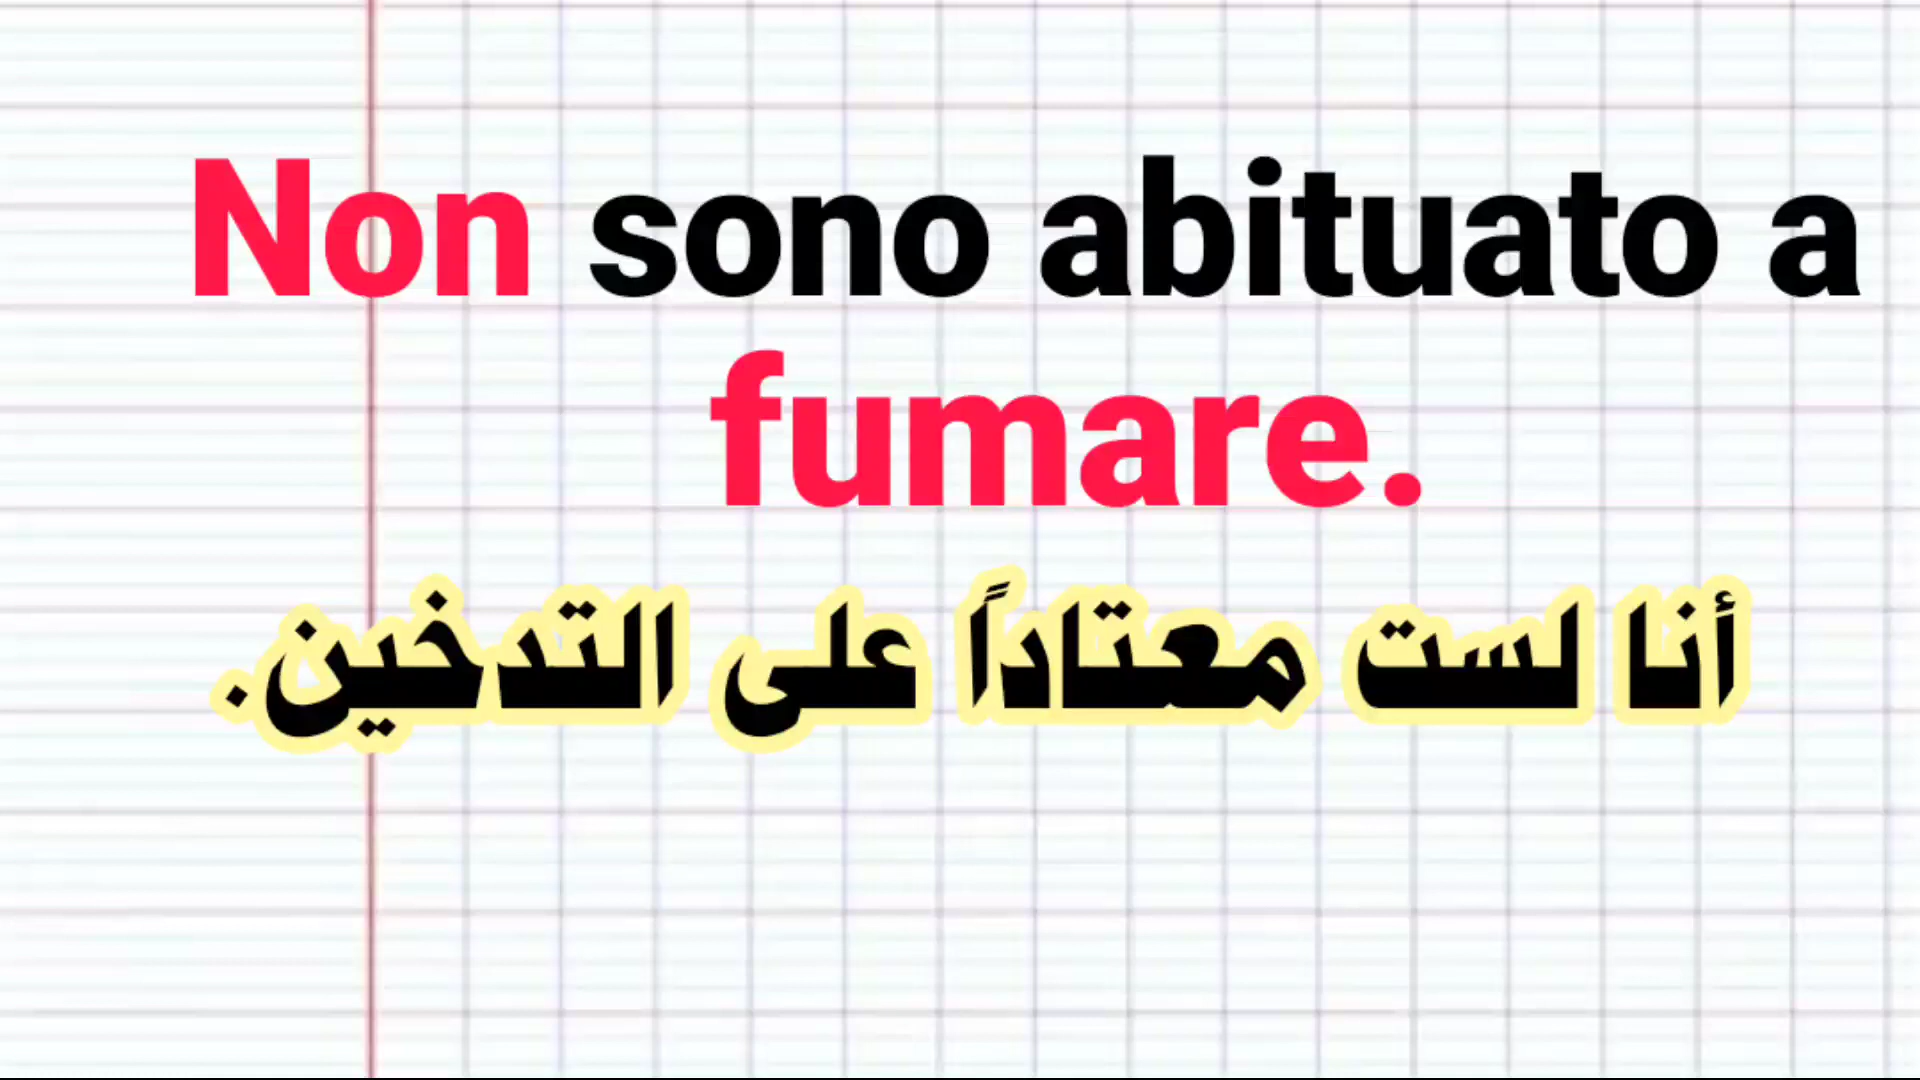 Non sono abituato a
fumare.
أنا لست معتاداً على التدخين.